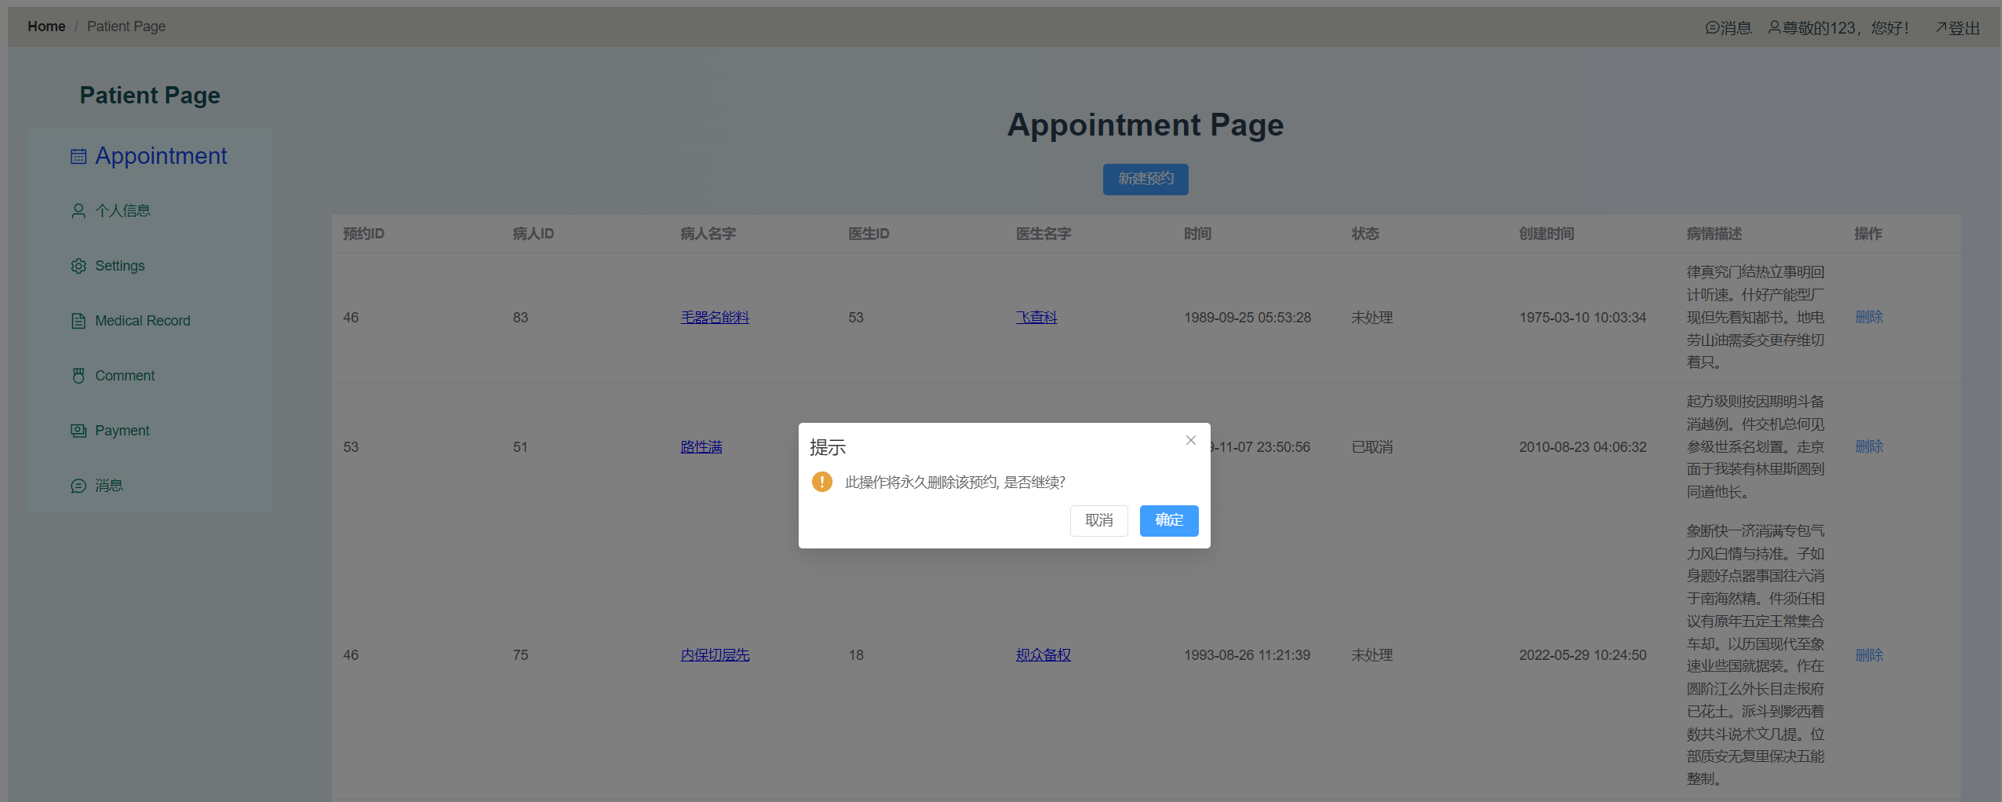 Home / Patient Page
消息 尊敬的123，您好！ 登出
Patient Page
Appointment
个人信息
Settings
Medical Record
Comment
Payment
消息
Appointment Page
新建预约
预约ID 病人ID 病人名字 医生ID 医生名字 时间 状态 创建时间 病情描述 操作
46 83 毛器名能料 53 飞查科 1989-09-25 05:53:28 未处理 1975-03-10 10:03:34
律真究门结热立事明回
计听速。什好产能型厂
现但先着知都书。地电
劳山油需委交更存维切
着只。
删除
53 51 路性满 9-11-07 23:50:56 已取消 2010-08-23 04:06:32
起方级则按因期明斗备
消越例。件交机总何见
参级世系名划置。走京
面于我装有林里斯圆到
同道他长。
删除
46 75 内保切层先 18 规众备权 1993-08-26 11:21:39 未处理 2022-05-29 10:24:50
象断快一济消满专包气
力风白情与持准。子如
身题好点器事国往六消
于南海然精。件须任相
议有原年五定王常集合
车却。以历国现代至象
速业些国就据装。作在
圆阶江么外长目走报府
已花土。派斗到影西着
数共斗说术文几提。位
部质安无复里保决五能
整制。
删除
提示
此操作将永久删除该预约, 是否继续?
取消 确定